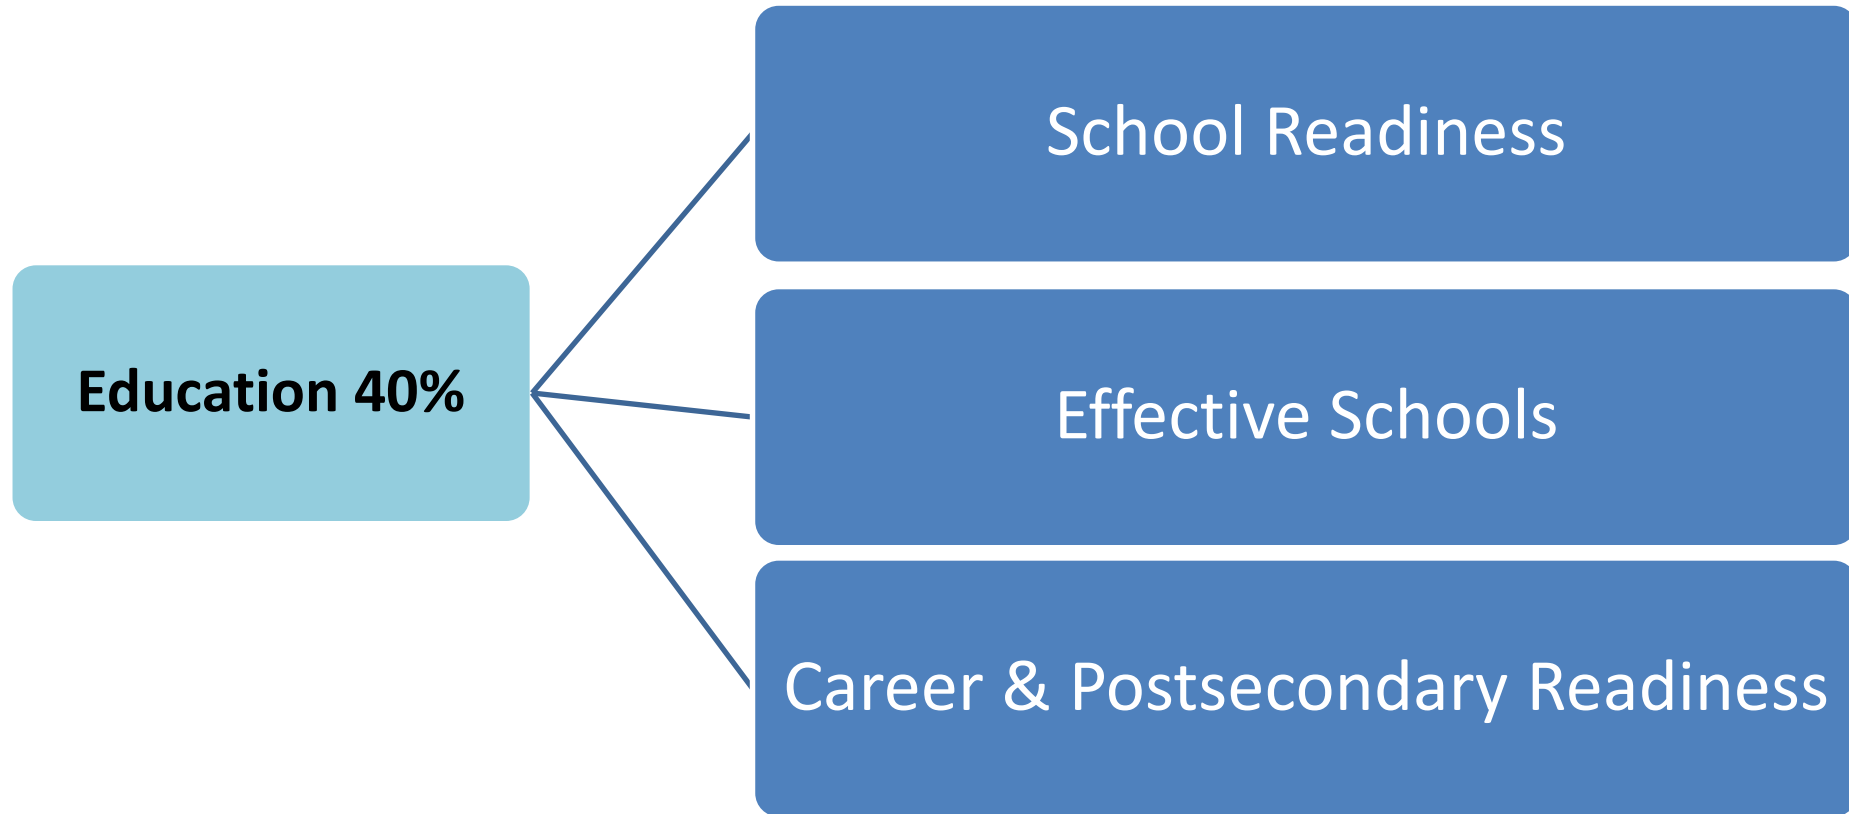 School Readiness
Education 40%
Effective Schools
Career & Postsecondary Readiness